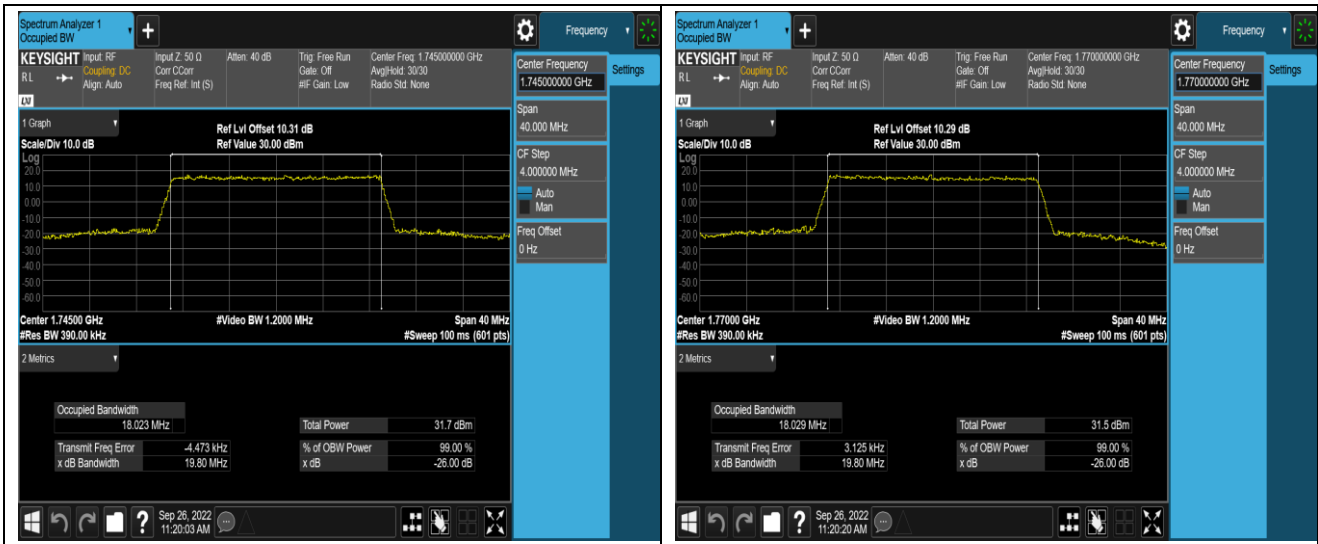 Spectrum Analyzer 1
Occupied BW
Frequency
KEYSIGHT
RL
LXI
Input: RF
Coupling: DC
Align: Auto
Input Z: 50 Ω
Corr CCorr
Freq Ref: Int (S)
Atten: 40 dB
Trig: Free Run
Gate: Off
#IF Gain: Low
Center Freq: 1.745000000 GHz
Avg|Hold: 30/30
Radio Std: None
Center Frequency
1.745000000 GHz
Settings
Span
40.000 MHz
CF Step
4.000000 MHz
Auto
Man
Freq Offset
0 Hz
1 Graph
Scale/Div 10.0 dB
Ref Lvl Offset 10.31 dB
Ref Value 30.00 dBm
Log
20.0
10.0
0.00
-10.0
-20.0
-30.0
-40.0
-50.0
-60.0
Center 1.74500 GHz
#Video BW 1.2000 MHz
Span 40 MHz
#Res BW 390.00 kHz
#Sweep 100 ms (601 pts)
2 Metrics
Occupied Bandwidth
18.023 MHz
Total Power 31.7 dBm
Transmit Freq Error -4.473 kHz
% of OBW Power 99.00 %
x dB Bandwidth 19.80 MHz
x dB -26.00 dB
?
Sep 26, 2022
11:20:03 AM
Spectrum Analyzer 1
Occupied BW
Frequency
KEYSIGHT
RL
LXI
Input: RF
Coupling: DC
Align: Auto
Input Z: 50 Ω
Corr CCorr
Freq Ref: Int (S)
Atten: 40 dB
Trig: Free Run
Gate: Off
#IF Gain: Low
Center Freq: 1.770000000 GHz
Avg|Hold: 30/30
Radio Std: None
Center Frequency
1.770000000 GHz
Settings
Span
40.000 MHz
CF Step
4.000000 MHz
Auto
Man
Freq Offset
0 Hz
1 Graph
Scale/Div 10.0 dB
Ref Lvl Offset 10.29 dB
Ref Value 30.00 dBm
Log
20.0
10.0
0.00
-10.0
-20.0
-30.0
-40.0
-50.0
-60.0
Center 1.77000 GHz
#Video BW 1.2000 MHz
Span 40 MHz
#Res BW 390.00 kHz
#Sweep 100 ms (601 pts)
2 Metrics
Occupied Bandwidth
18.029 MHz
Total Power 31.5 dBm
Transmit Freq Error 3.125 kHz
% of OBW Power 99.00 %
x dB Bandwidth 19.80 MHz
x dB -26.00 dB
?
Sep 26, 2022
11:20:20 AM